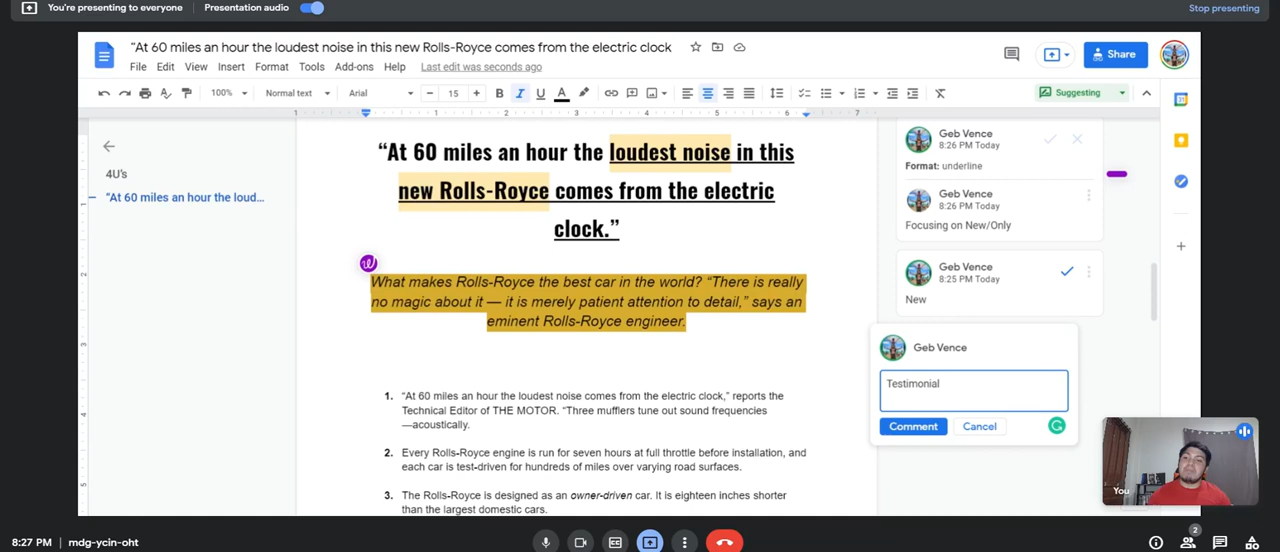 You're presenting to everyone
Presentation audio
Stop presenting
"At 60 miles an hour the loudest noise in this new Rolls-Royce comes from the electric clock
File Edit View Insert Format Tools Add-ons Help Last edit was seconds ago
Share
100% Normal text Arial 15 B I U A
Suggesting
1 1 2 3 4 5 6 7
4U's
"At 60 miles an hour the loud...
“At 60 miles an hour the loudest noise in this
new Rolls-Royce comes from the electric
clock.”
What makes Rolls-Royce the best car in the world? “There is really
no magic about it — it is merely patient attention to detail,” says an
eminent Rolls-Royce engineer.
1. “At 60 miles an hour the loudest noise comes from the electric clock,” reports the
Technical Editor of THE MOTOR. “Three mufflers tune out sound frequencies
—acoustically.
2. Every Rolls-Royce engine is run for seven hours at full throttle before installation, and
each car is test-driven for hundreds of miles over varying road surfaces.
3. The Rolls-Royce is designed as an owner-driven car. It is eighteen inches shorter
than the largest domestic cars.
Geb Vence
8:26 PM Today
Format: underline
Geb Vence
8:26 PM Today
Focusing on New/Only
Geb Vence
8:25 PM Today
New
Geb Vence
Testimonial
Comment Cancel
You
8:27 PM | mdg-ycin-oht
2